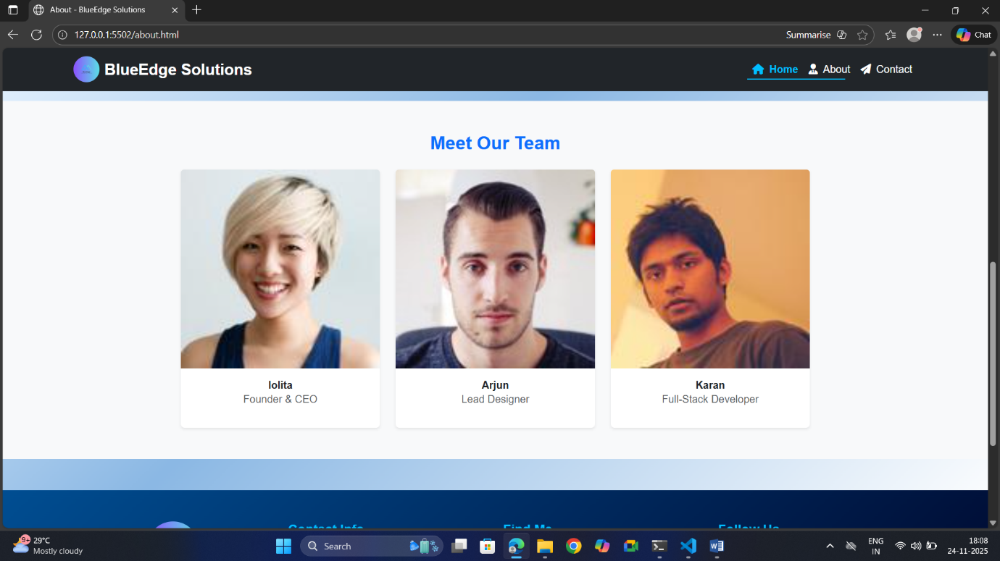 About - BlueEdge Solutions
127.0.0.1:5502/about.html
Summarise
Chat
BlueEdge Solutions
Home About Contact
Meet Our Team
lolita
Founder & CEO
Arjun
Lead Designer
Karan
Full-Stack Developer
Contact Info
Find Me
Follow Us
9+
29°C
Mostly cloudy
Search
ENG
IN
18:08
24-11-2025